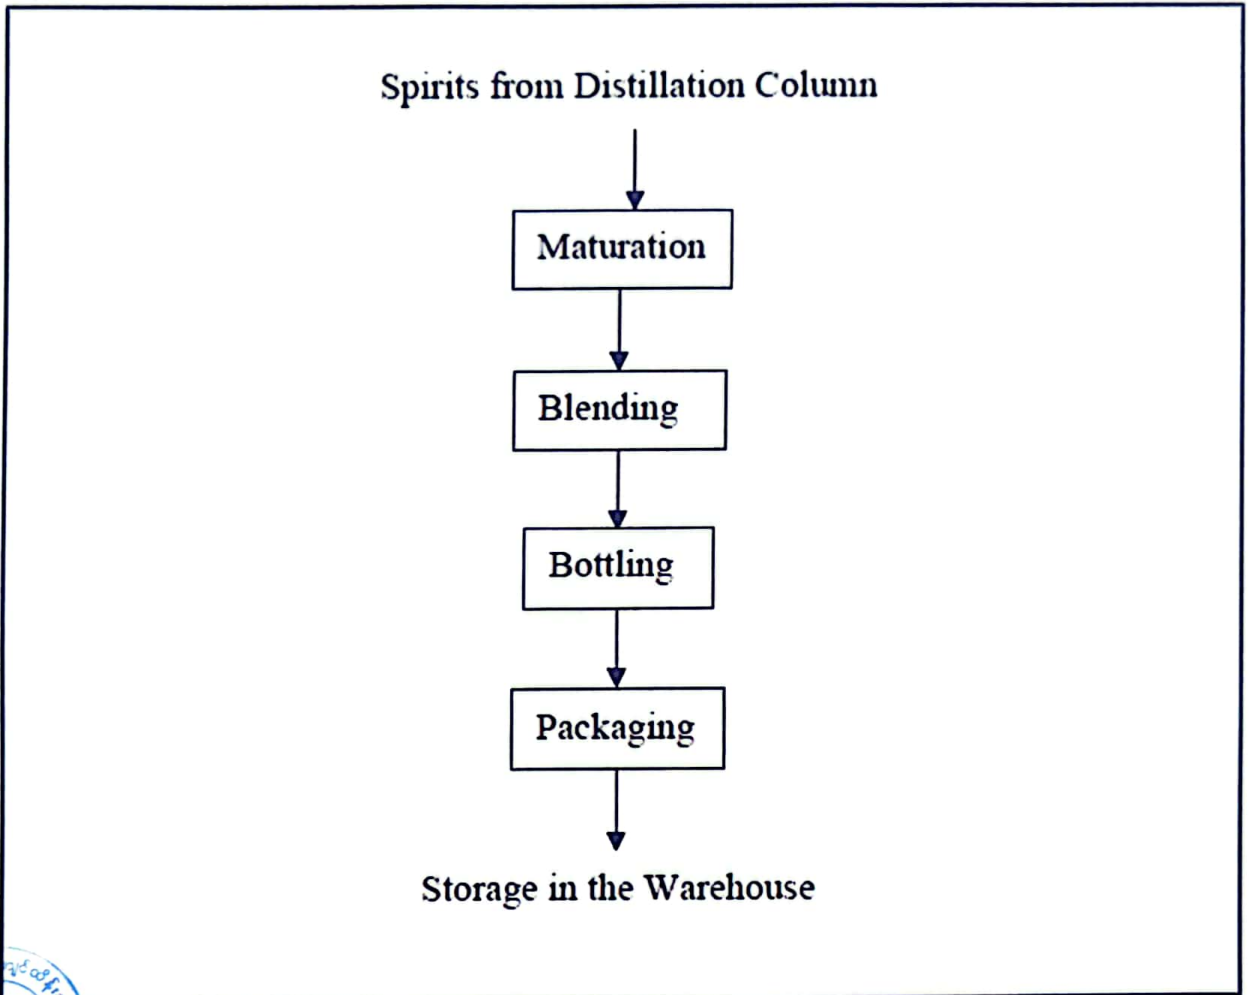 Spirits from Distillation Column
Maturation
Blending
Bottling
Packaging
Storage in the Warehouse